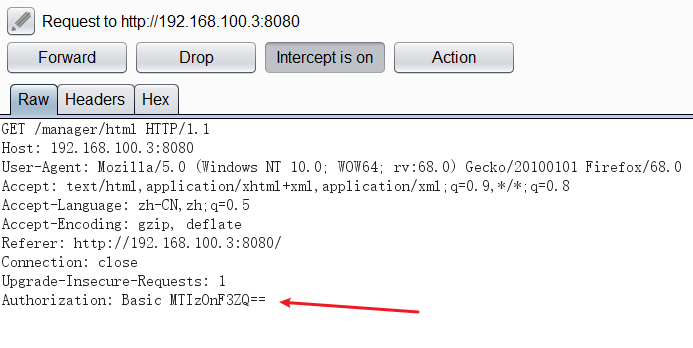 Request to http://192.168.100.3:8080
Forward Drop Intercept is on Action
Raw Headers Hex
GET /manager/html HTTP/1.1
Host: 192.168.100.3:8080
User-Agent: Mozilla/5.0 (Windows NT 10.0; WOW64; rv:68.0) Gecko/20100101 Firefox/68.0
Accept: text/html,application/xhtml+xml,application/xml;q=0.9,*/*;q=0.8
Accept-Language: zh-CN,zh;q=0.5
Accept-Encoding: gzip, deflate
Referer: http://192.168.100.3:8080/
Connection: close
Upgrade-Insecure-Requests: 1
Authorization: Basic MTIzOnF3ZQ==